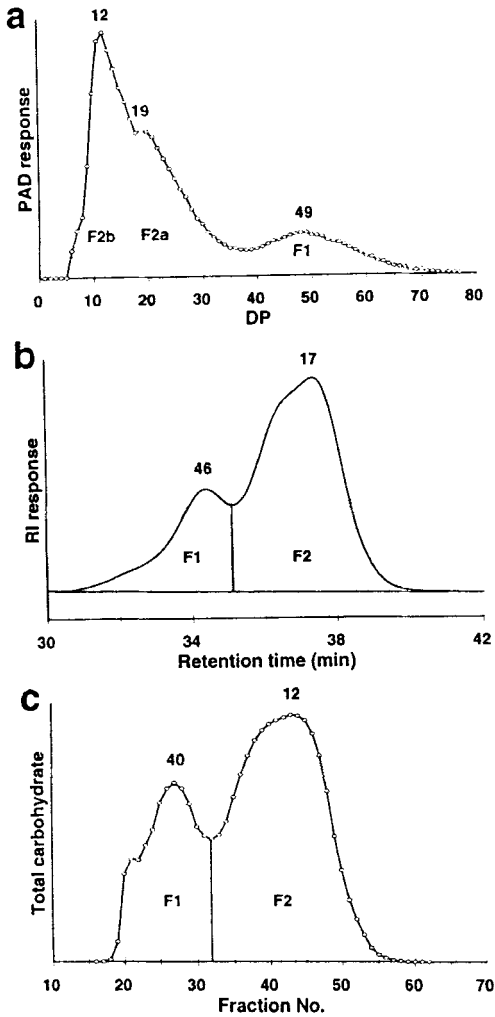 a
12
19
49
PAD response
F2b F2a F1
0 10 20 30 40 50 60 70 80
DP
b
17
46
RI response
F1 F2
30 34 38 42
Retention time (min)
c
12
40
Total carbohydrate
F1 F2
10 20 30 40 50 60 70
Fraction No.